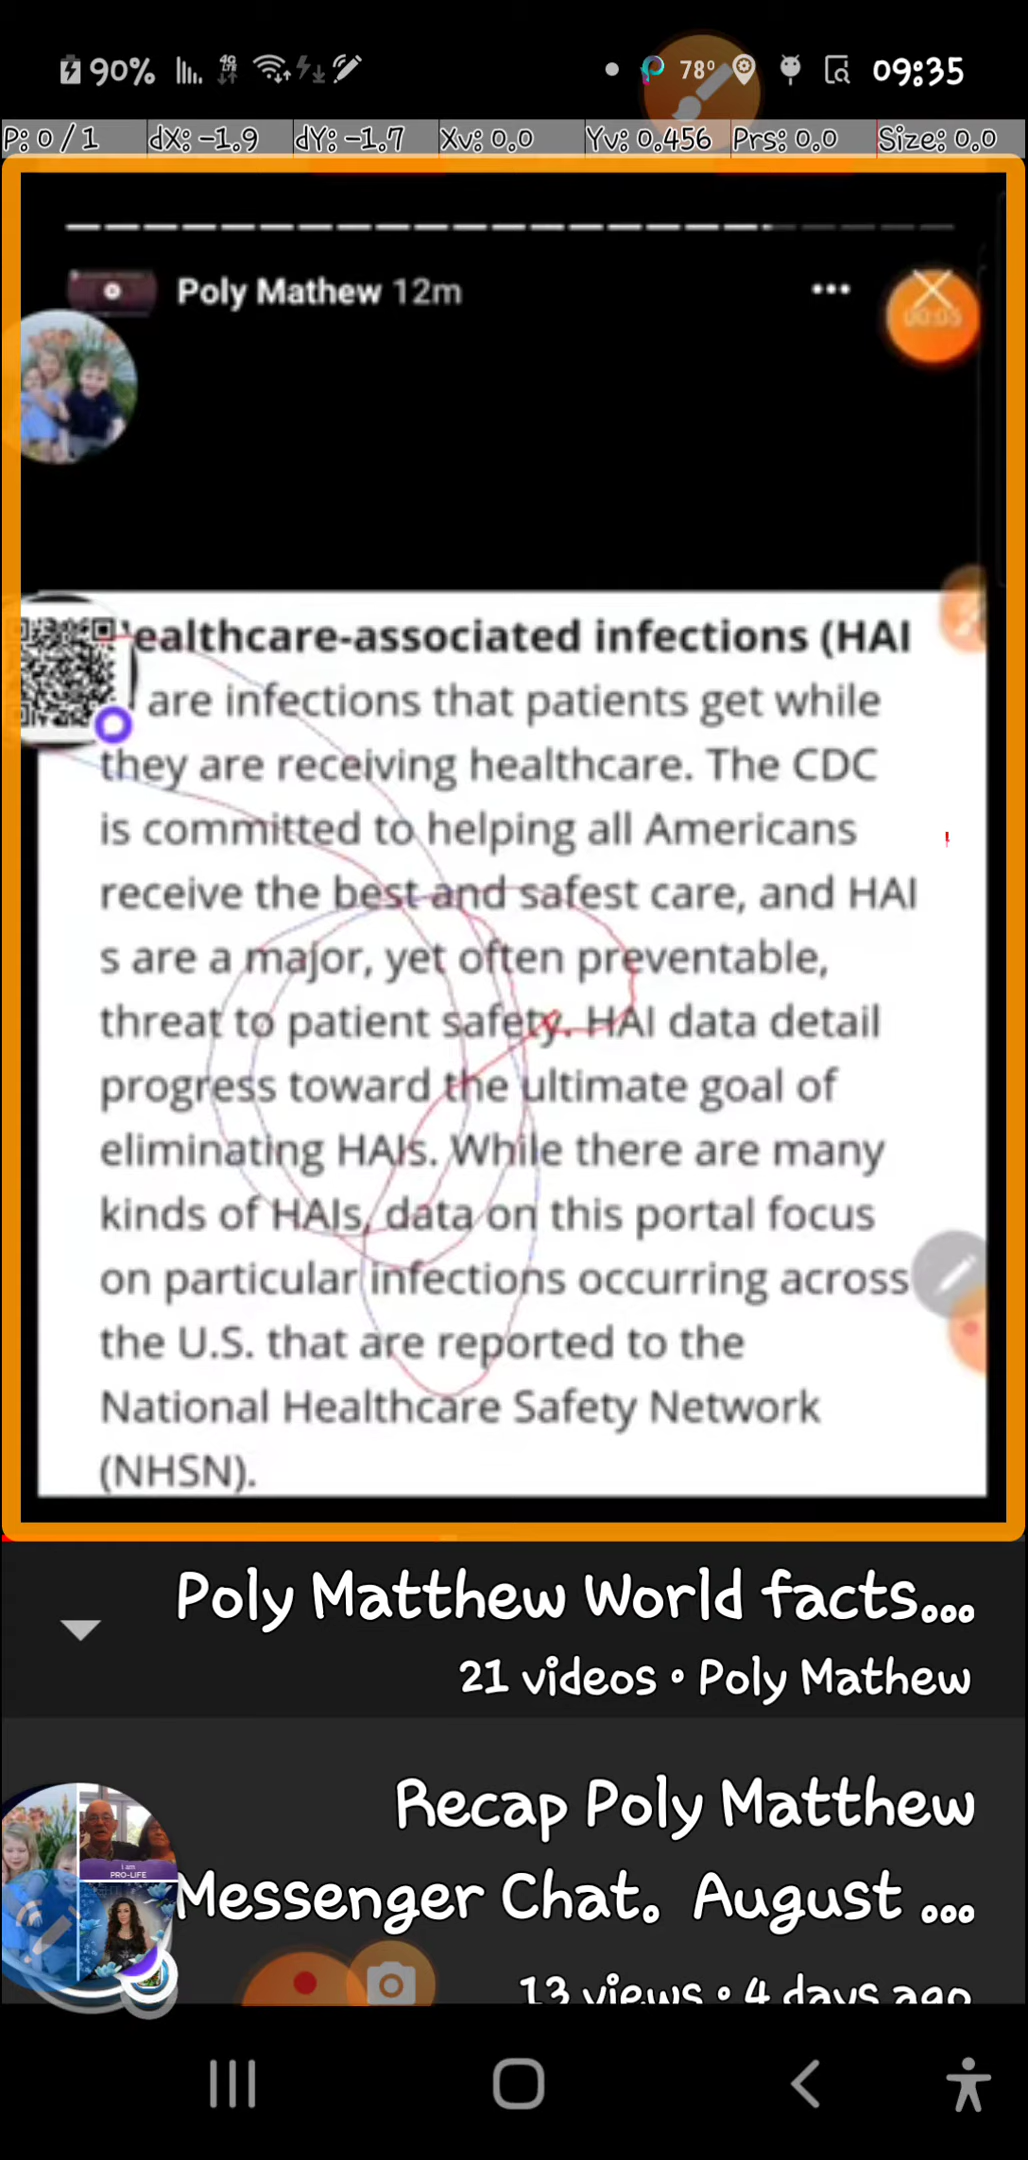 90% 4G 78° 09:35
P: 0 / 1 dX: -1.9 dY: -1.7 Xv: 0.0 Yv: 0.456 Prs: 0.0 Size: 0.0
Poly Mathew 12m
00:05
ealthcare-associated infections (HAI
are infections that patients get while
they are receiving healthcare. The CDC
is committed to helping all Americans
receive the best and safest care, and HAI
s are a major, yet often preventable,
threat to patient safety. HAI data detail
progress toward the ultimate goal of
eliminating HAIs. While there are many
kinds of HAIs, data on this portal focus
on particular infections occurring across
the U.S. that are reported to the
National Healthcare Safety Network
(NHSN).
Poly Matthew World facts...
21 videos • Poly Mathew
Recap Poly Matthew
Messenger Chat. August ...
13 views • 4 days ago
i am
PRO-LIFE